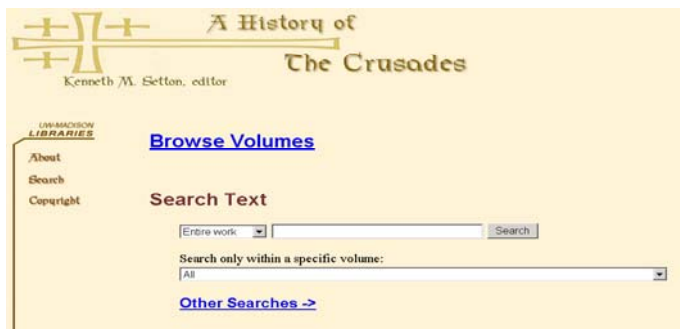 A History of
The Crusades
Kenneth M. Setton, editor
UW-MADISON
LIBRARIES
About
Search
Copyright
Browse Volumes
Search Text
Entire work
Search
Search only within a specific volume:
All
Other Searches ->